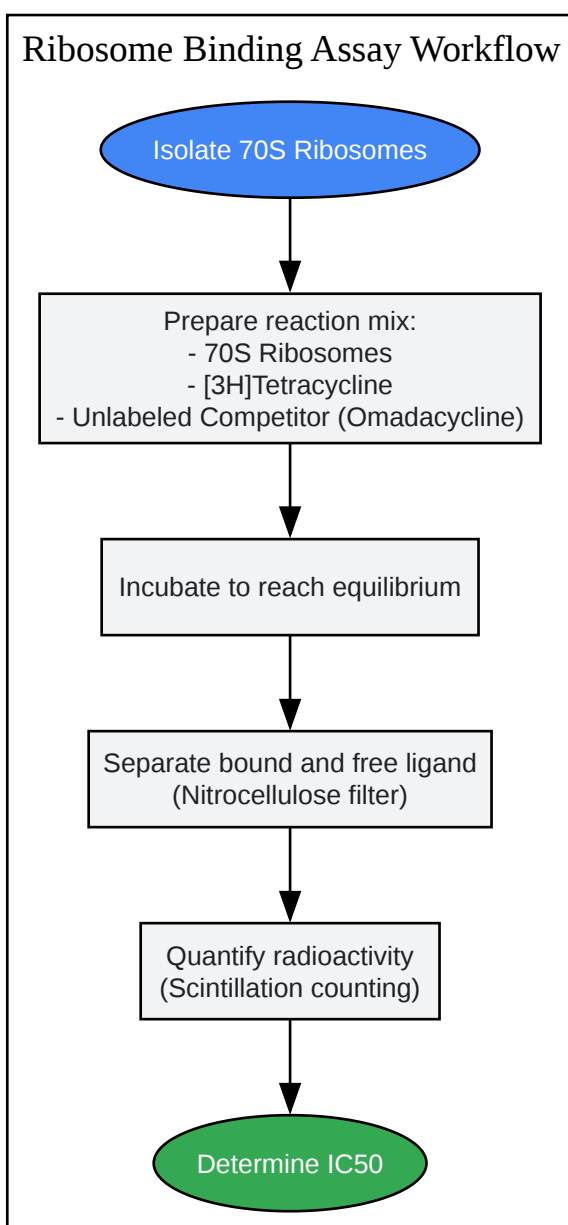 Ribosome Binding Assay Workflow
Isolate 70S Ribosomes
Prepare reaction mix:
- 70S Ribosomes
- [3H]Tetracycline
- Unlabeled Competitor (Omadacycline)
Incubate to reach equilibrium
Separate bound and free ligand
(Nitrocellulose filter)
Quantify radioactivity
(Scintillation counting)
Determine IC50